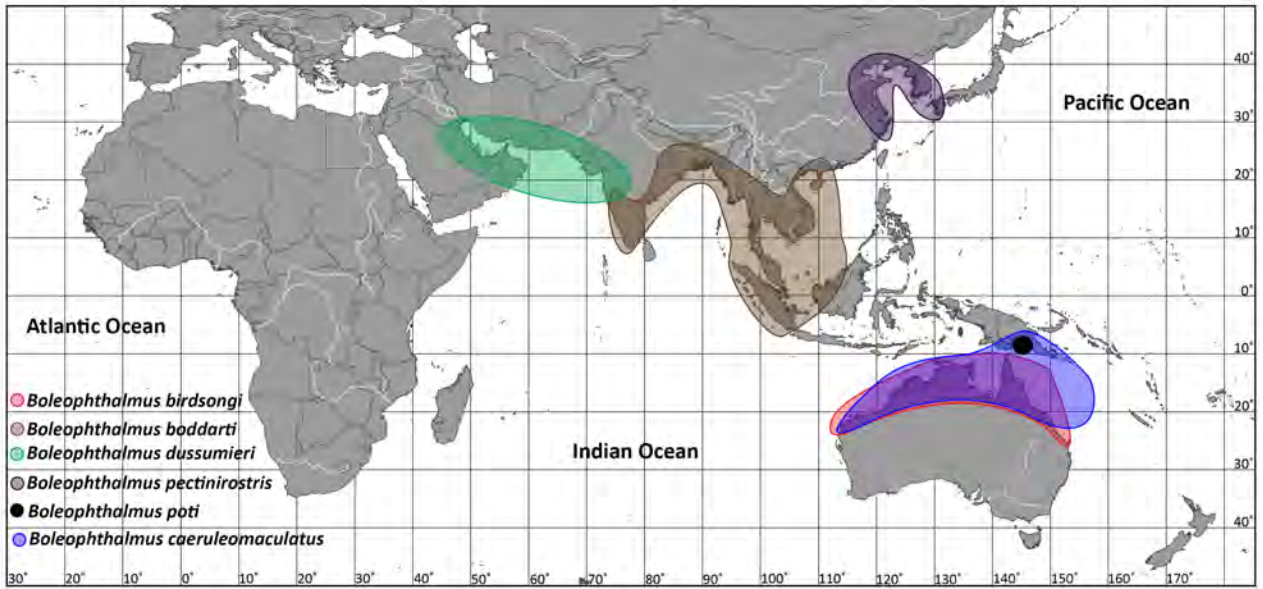 40°
Pacific Ocean
30°
20°
10°
0°
Atlantic Ocean
10°
Boleophthalmus birdsongi
20°
Boleophthalmus boddarti
Indian Ocean
Boleophthalmus dussumieri
30°
Boleophthalmus pectinirostris
Boleophthalmus poti
40°
Boleophthalmus caeruleomaculatus
30° 20° 10° 0° 10° 20° 30° 40° 50° 60° 70° 80° 90° 100° 110° 120° 130° 140° 150° 160° 170°